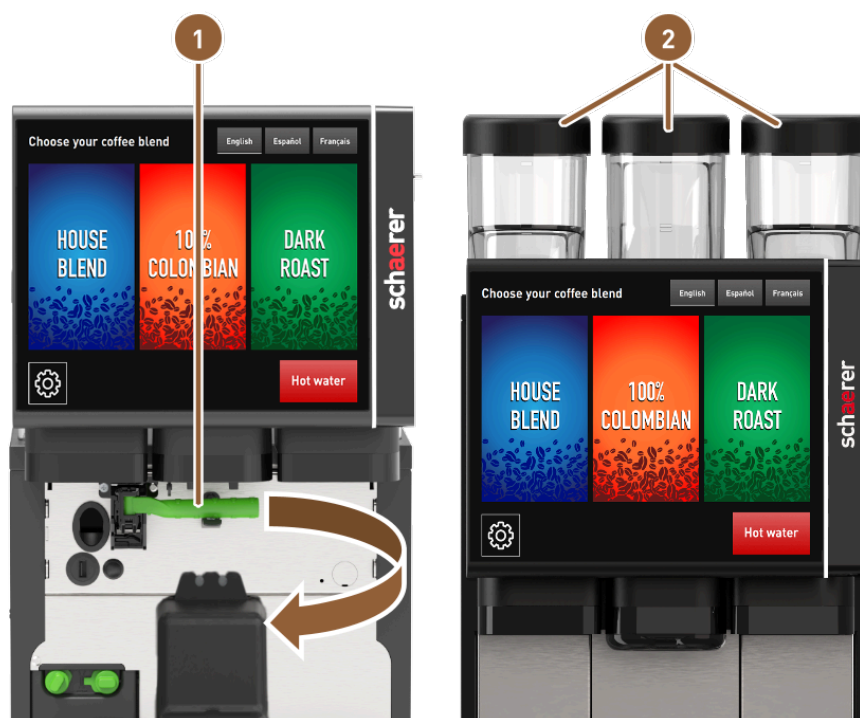 1
2
Choose your coffee blend
English
Español
Français
HOUSE
BLEND
100%
COLOMBIAN
DARK
ROAST
Hot water
schaerer
Choose your coffee blend
English
Español
Français
HOUSE
BLEND
100%
COLOMBIAN
DARK
ROAST
Hot water
schaerer